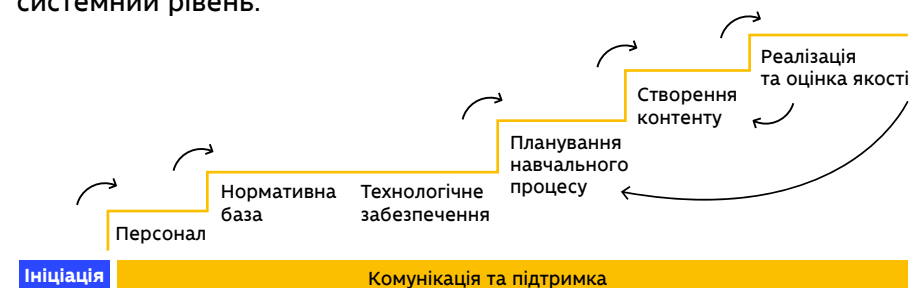 системний рівень.
Реалізація
та оцінка якості
Створення
контенту
Планування
навчального
процесу
Нормативна
база
Технологічне
забезпечення
Персонал
Ініціація
Комунікація та підтримка